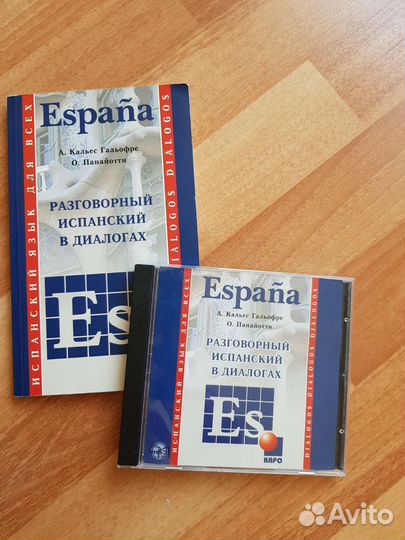 España
А. Кальес Гальофре
О. Панайотти
РАЗГОВОРНЫЙ
ИСПАНСКИЙ
В ДИАЛОГАХ
ИСПАНСКИЙ ЯЗЫК ДЛЯ ВСЕХ
DIALOGOS DIALOGOS
Es
España
А. Кальес Гальофре
О. Панайотти
РАЗГОВОРНЫЙ
ИСПАНСКИЙ
В ДИАЛОГАХ
ИСПАНСКИЙ ЯЗЫК ДЛЯ ВСЕХ
DIALOGOS DIALOGOS DIALOGOS
Es
КАРО
Avito